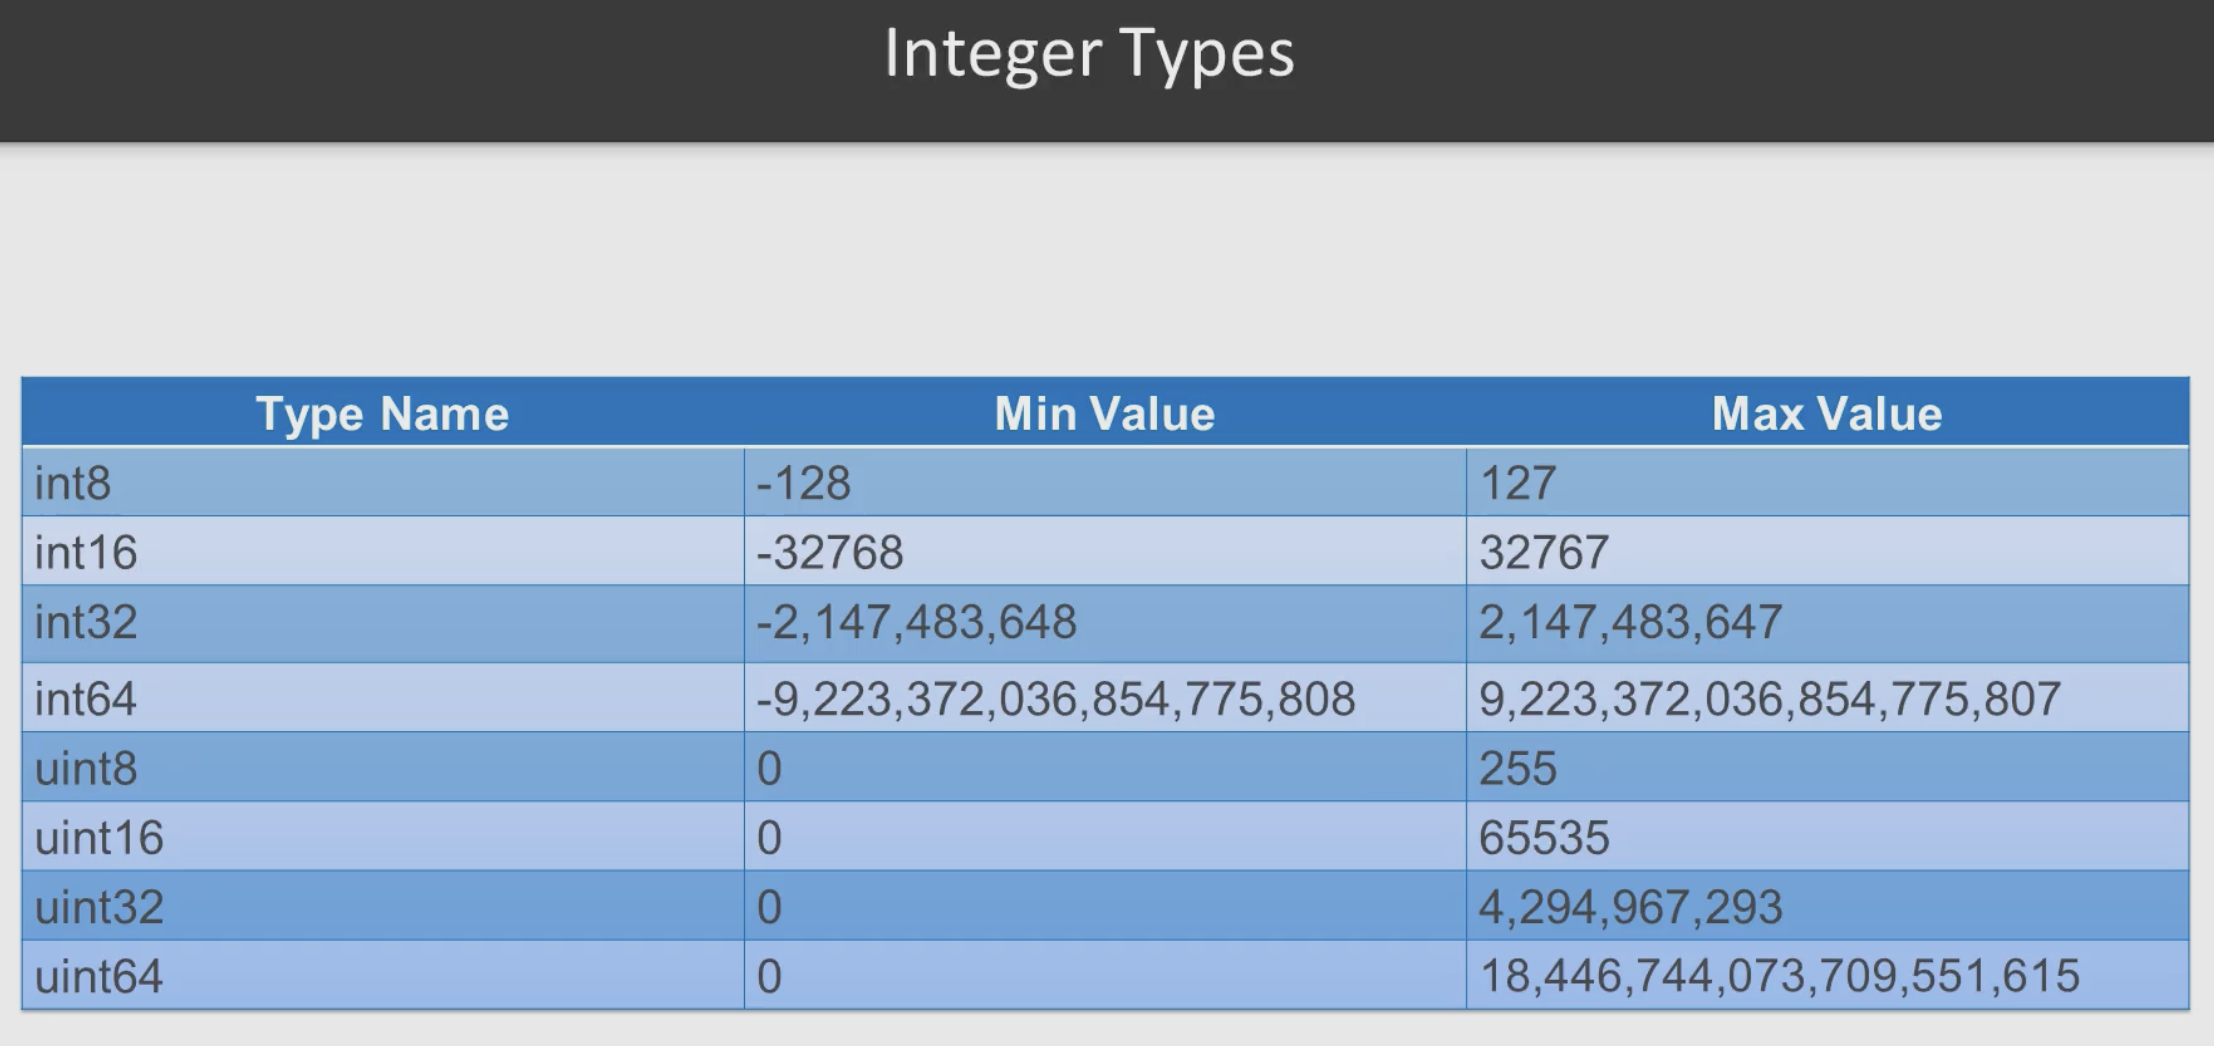 Integer Types
Type Name Min Value Max Value
int8 -128 127
int16 -32768 32767
int32 -2,147,483,648 2,147,483,647
int64 -9,223,372,036,854,775,808 9,223,372,036,854,775,807
uint8 0 255
uint16 0 65535
uint32 0 4,294,967,293
uint64 0 18,446,744,073,709,551,615